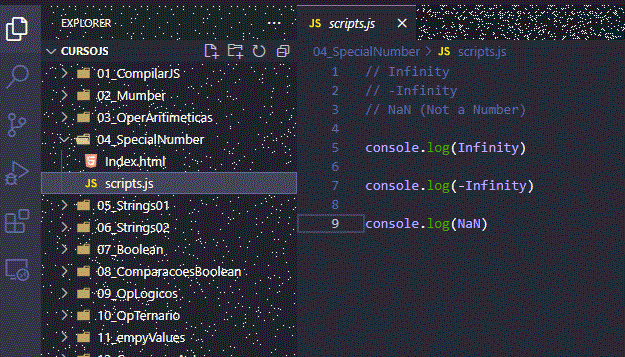 EXPLORER ...
CURSOJS
01_CompilarJS
02_Mumber
03_OperAritimeticas
04_SpecialNumber
Index.html
JS scripts.js
05_Strings01
06_Strings02
07_Boolean
08_ComparacoesBoolean
09_OpLogicos
10_OpTernario
11_empyValues
JS scripts.js
04_SpecialNumber > JS scripts.js
1 // Infinity
2 // -Infinity
3 // NaN (Not a Number)
4
5 console.log(Infinity)
6
7 console.log(-Infinity)
8
9 console.log(NaN)